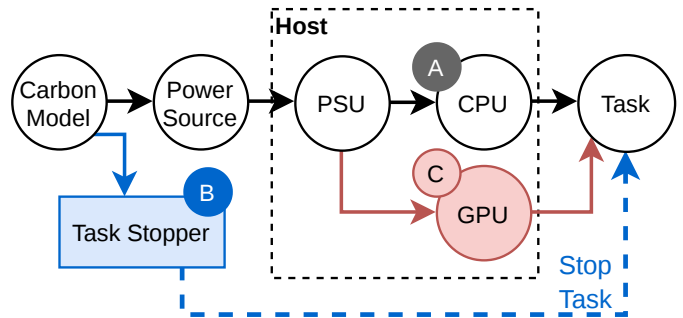 Host
Carbon
Model
Power
Source
PSU
A
CPU
Task
B
Task Stopper
C
GPU
Stop
Task